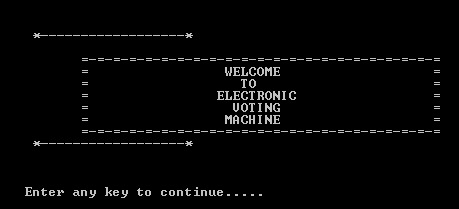 *-------------------*
=-=-=-=-=-=-=-=-=-=-=-=-=-=-=-=-=-=-=-=-=-=-=
= WELCOME =
= TO =
= ELECTRONIC =
= VOTING =
= MACHINE =
=-=-=-=-=-=-=-=-=-=-=-=-=-=-=-=-=-=-=-=-=-=-=
*-------------------*
Enter any key to continue.....